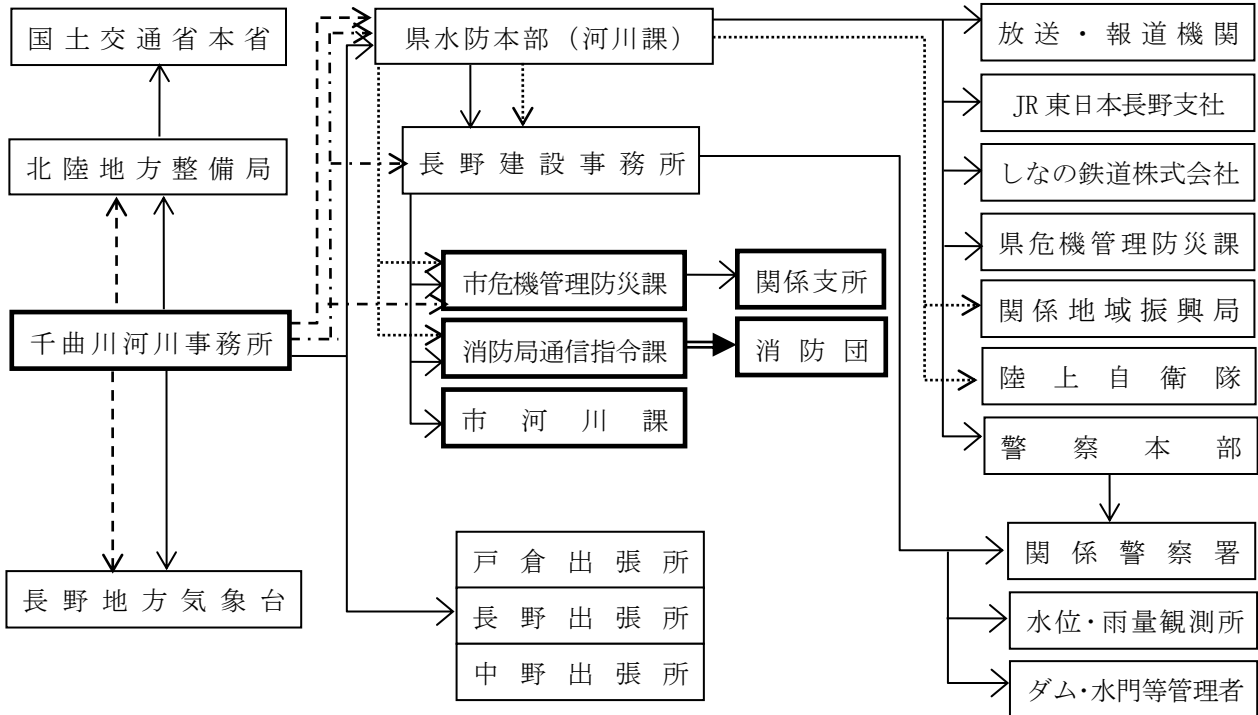 国土交通省本省
北陸地方整備局
千曲川河川事務所
長野地方気象台
県水防本部（河川課）
長野建設事務所
市危機管理防災課
関係支所
消防局通信指令課
消防団
市河川課
戸倉出張所
長野出張所
中野出張所
放送・報道機関
JR東日本長野支社
しなの鉄道株式会社
県危機管理防災課
関係地域振興局
陸上自衛隊
警察本部
関係警察署
水位・雨量観測所
ダム・水門等管理者